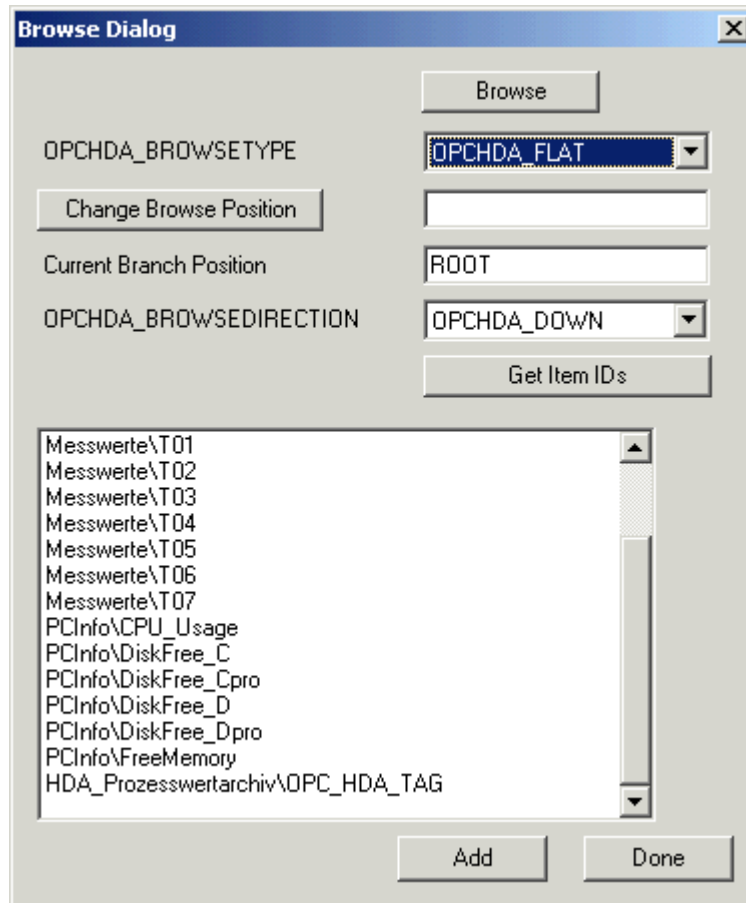 Browse Dialog
Browse
OPCHDA_BROWSETYPE OPCHDA_FLAT
Change Browse Position
Current Branch Position ROOT
OPCHDA_BROWSEDIRECTION OPCHDA_DOWN
Get Item IDs
Messwerte\T01
Messwerte\T02
Messwerte\T03
Messwerte\T04
Messwerte\T05
Messwerte\T06
Messwerte\T07
PCInfo\CPU_Usage
PCInfo\DiskFree_C
PCInfo\DiskFree_Cpro
PCInfo\DiskFree_D
PCInfo\DiskFree_Dpro
PCInfo\FreeMemory
HDA_Prozesswertarchiv\OPC_HDA_TAG
Add Done